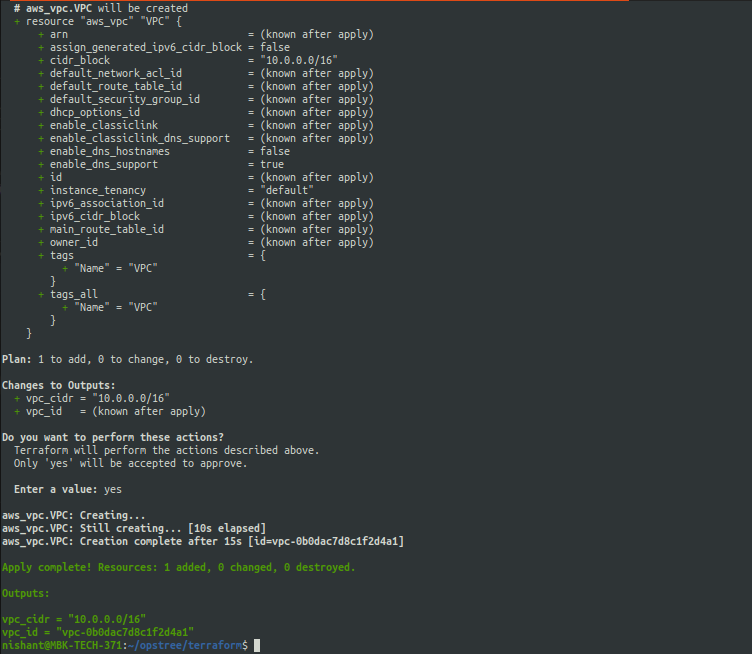 # aws_vpc.VPC will be created
+ resource "aws_vpc" "VPC" {
+ arn = (known after apply)
+ assign_generated_ipv6_cidr_block = false
+ cidr_block = "10.0.0.0/16"
+ default_network_acl_id = (known after apply)
+ default_route_table_id = (known after apply)
+ default_security_group_id = (known after apply)
+ dhcp_options_id = (known after apply)
+ enable_classiclink = (known after apply)
+ enable_classiclink_dns_support = (known after apply)
+ enable_dns_hostnames = false
+ enable_dns_support = true
+ id = (known after apply)
+ instance_tenancy = "default"
+ ipv6_association_id = (known after apply)
+ ipv6_cidr_block = (known after apply)
+ main_route_table_id = (known after apply)
+ owner_id = (known after apply)
+ tags = {
+ "Name" = "VPC"
}
+ tags_all = {
+ "Name" = "VPC"
}
}
Plan: 1 to add, 0 to change, 0 to destroy.
Changes to Outputs:
+ vpc_cidr = "10.0.0.0/16"
+ vpc_id = (known after apply)
Do you want to perform these actions?
Terraform will perform the actions described above.
Only 'yes' will be accepted to approve.
Enter a value: yes
aws_vpc.VPC: Creating...
aws_vpc.VPC: Still creating... [10s elapsed]
aws_vpc.VPC: Creation complete after 15s [id=vpc-0b0dac7d8c1f2d4a1]
Apply complete! Resources: 1 added, 0 changed, 0 destroyed.
Outputs:
vpc_cidr = "10.0.0.0/16"
vpc_id = "vpc-0b0dac7d8c1f2d4a1"
nishant@MBK-TECH-371:~/opstree/terraform$